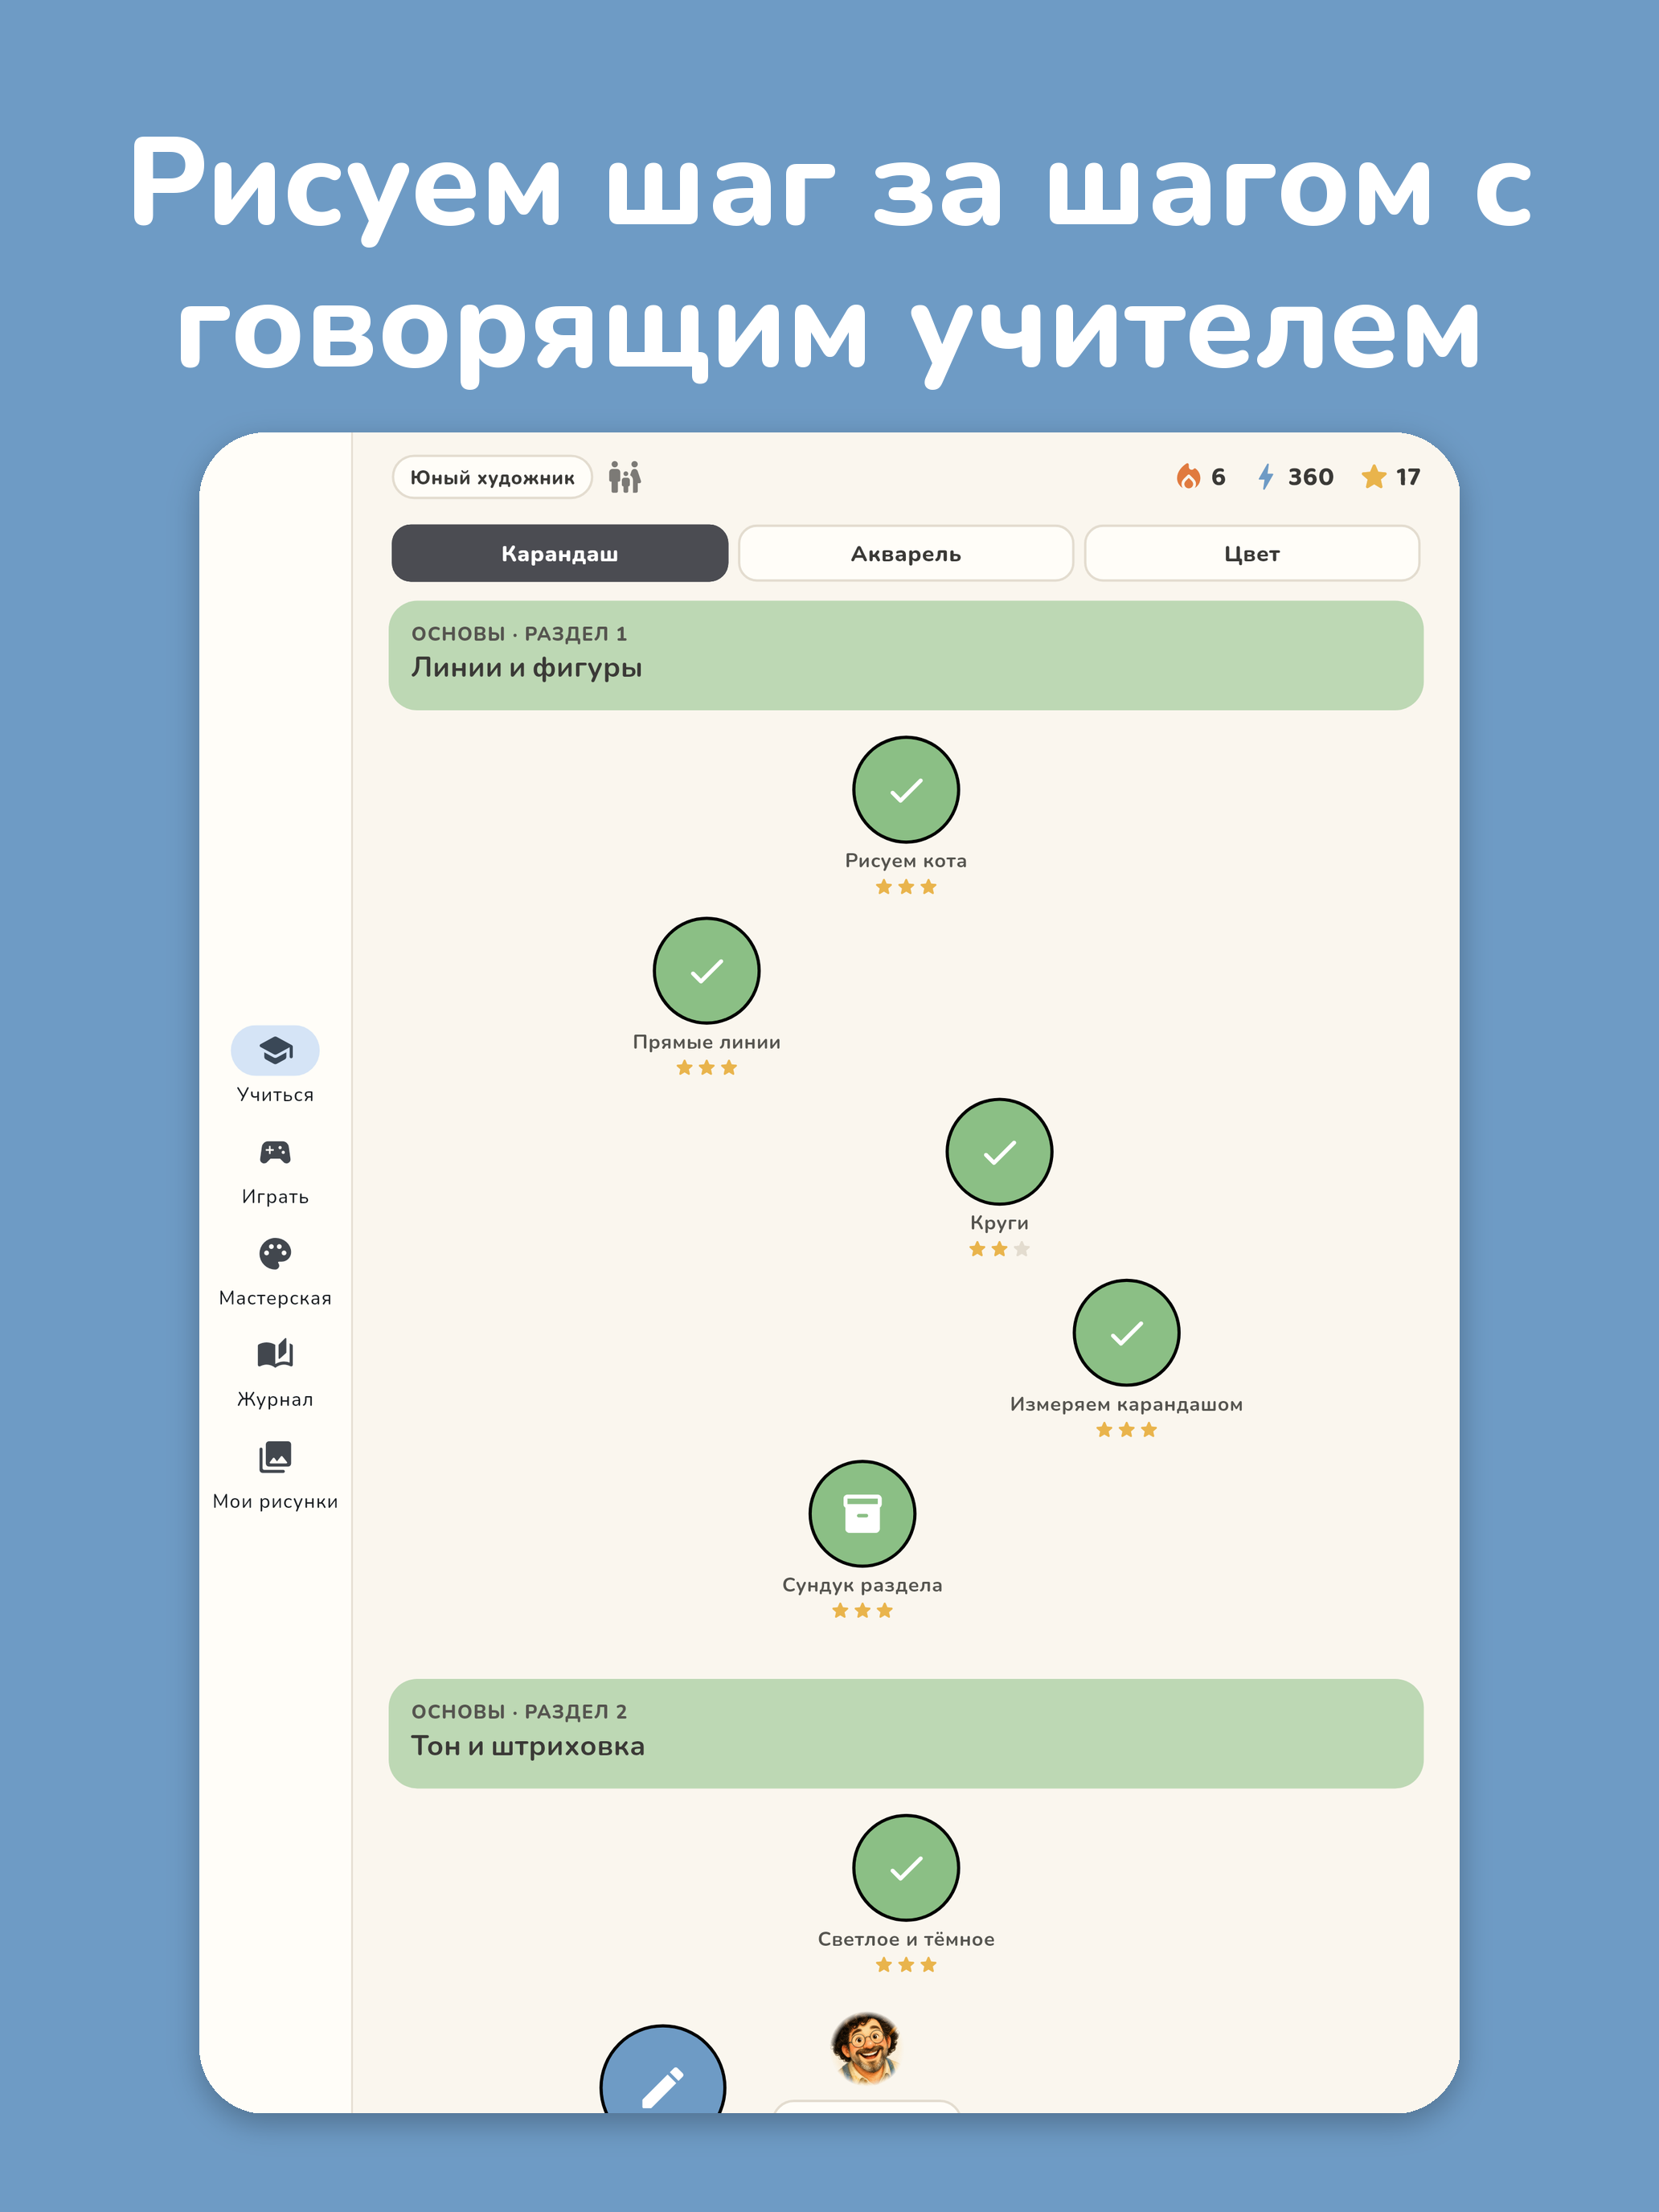 Рисуем шаг за шагом с
говорящим учителем
Юный художник
6 360 17
Карандаш Акварель Цвет
ОСНОВЫ · РАЗДЕЛ 1
Линии и фигуры
Рисуем кота
Прямые линии
Круги
Измеряем карандашом
Сундук раздела
ОСНОВЫ · РАЗДЕЛ 2
Тон и штриховка
Светлое и тёмное
Учиться
Играть
Мастерская
Журнал
Мои рисунки